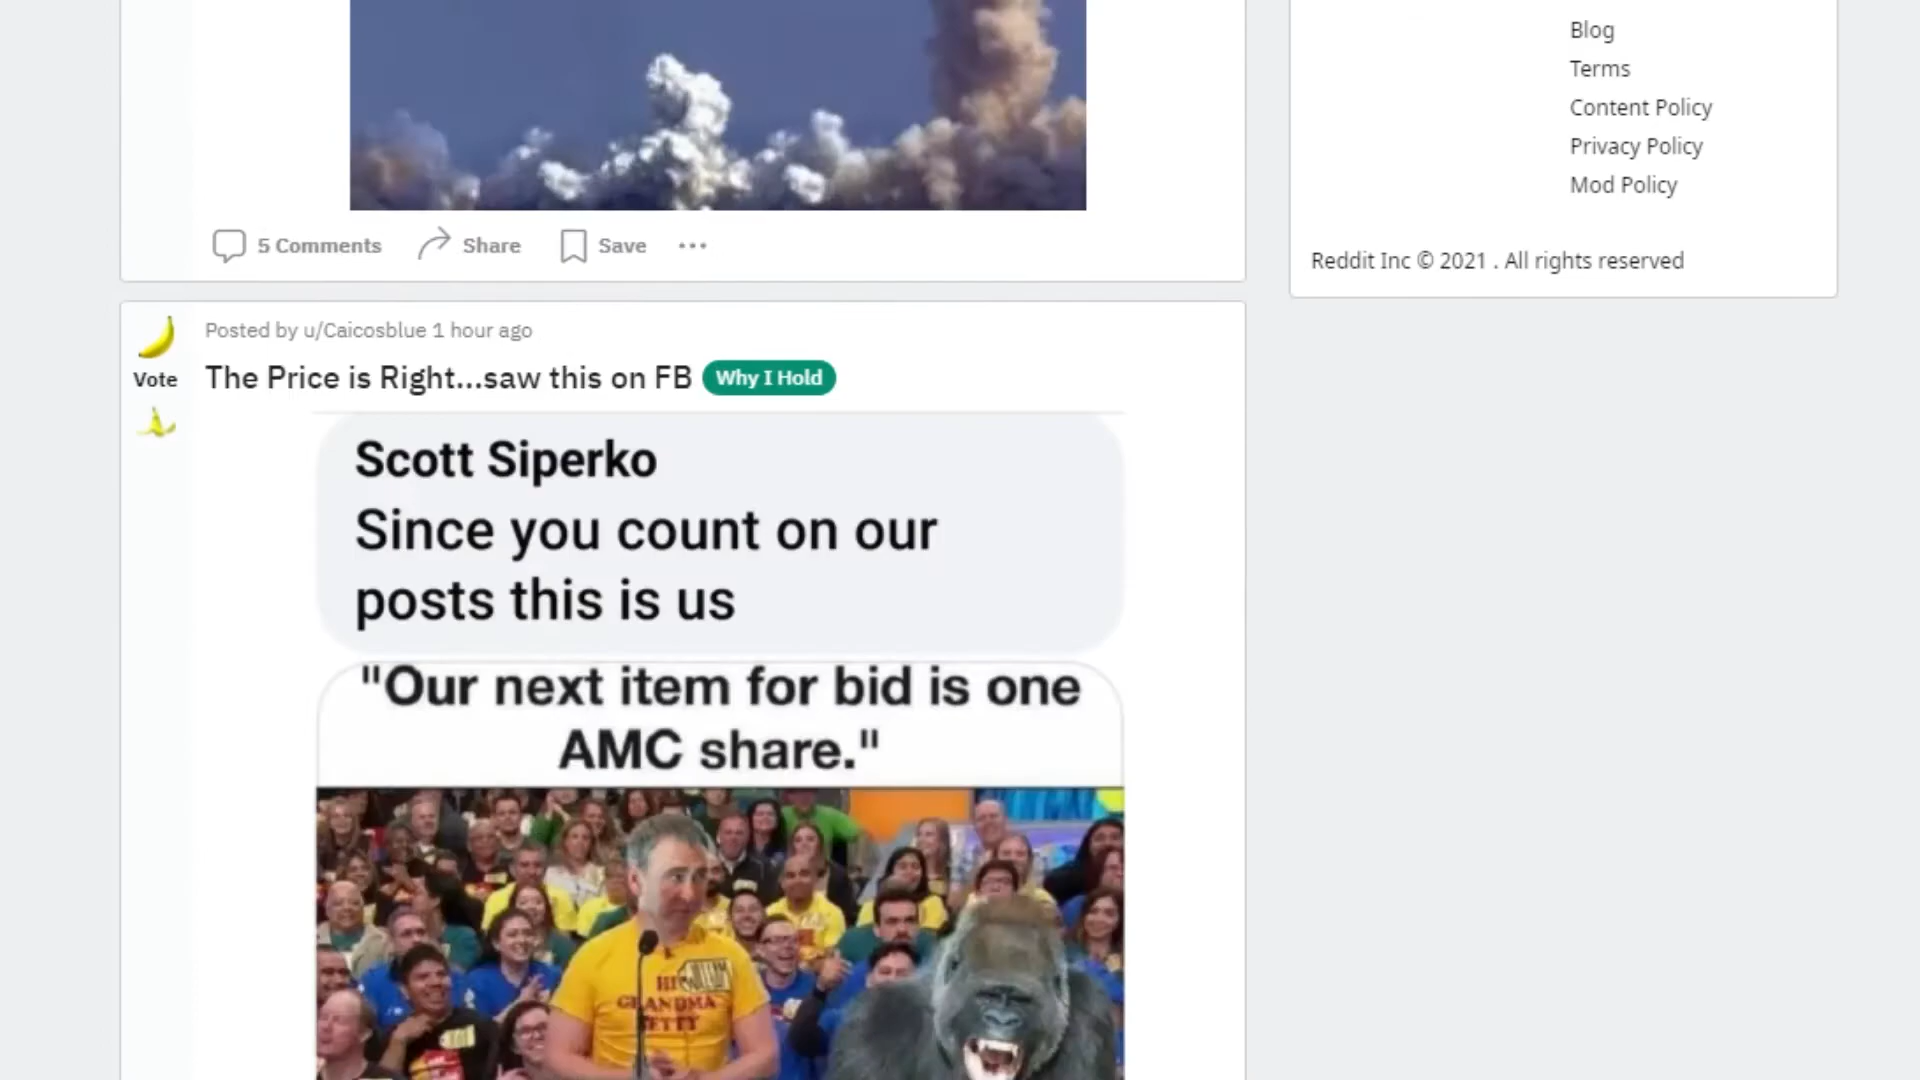 Blog
Terms
Content Policy
Privacy Policy
Mod Policy
Reddit Inc © 2021 . All rights reserved
5 Comments
Share
Save
Posted by u/Caicosblue 1 hour ago
Vote
The Price is Right...saw this on FB
Why I Hold
Scott Siperko
Since you count on our
posts this is us
"Our next item for bid is one
AMC share."
HI
GRANDMA